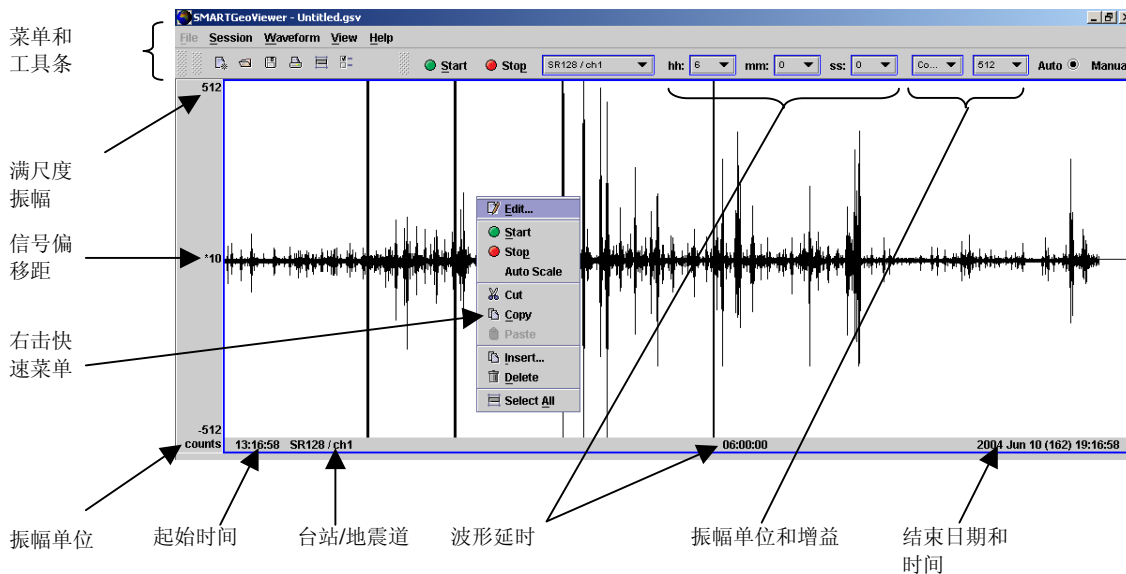 SMARTGeoViewer - Untitled.gsv
File Session Waveform View Help
Start Stop SR128 / ch1 hh: 6 mm: 0 ss: 0 Co... 512 Auto Manua
菜单和
工具条
512
满尺度
振幅
信号偏
移距
*10
右击快
速菜单
Edit...
Start
Stop
Auto Scale
Cut
Copy
Paste
Insert...
Delete
Select All
-512
counts 13:16:58 SR128 / ch1 06:00:00 2004 Jun 10 (162) 19:16:58
振幅单位 起始时间 台站/地震道 波形延时 振幅单位和增益 结束日期和
时间